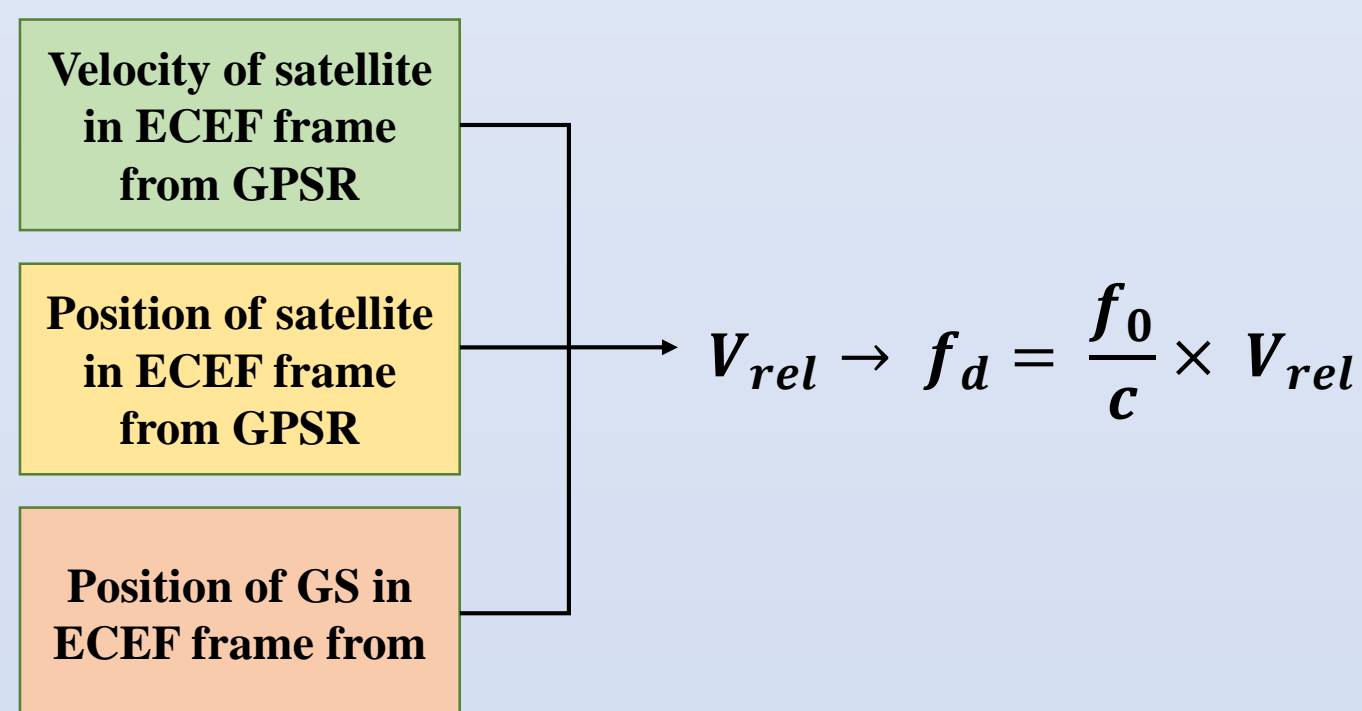 Velocity of satellite
in ECEF frame
from GPSR
Position of satellite
in ECEF frame
from GPSR
Position of GS in
ECEF frame from
V_rel → f_d = f_0/c × V_rel